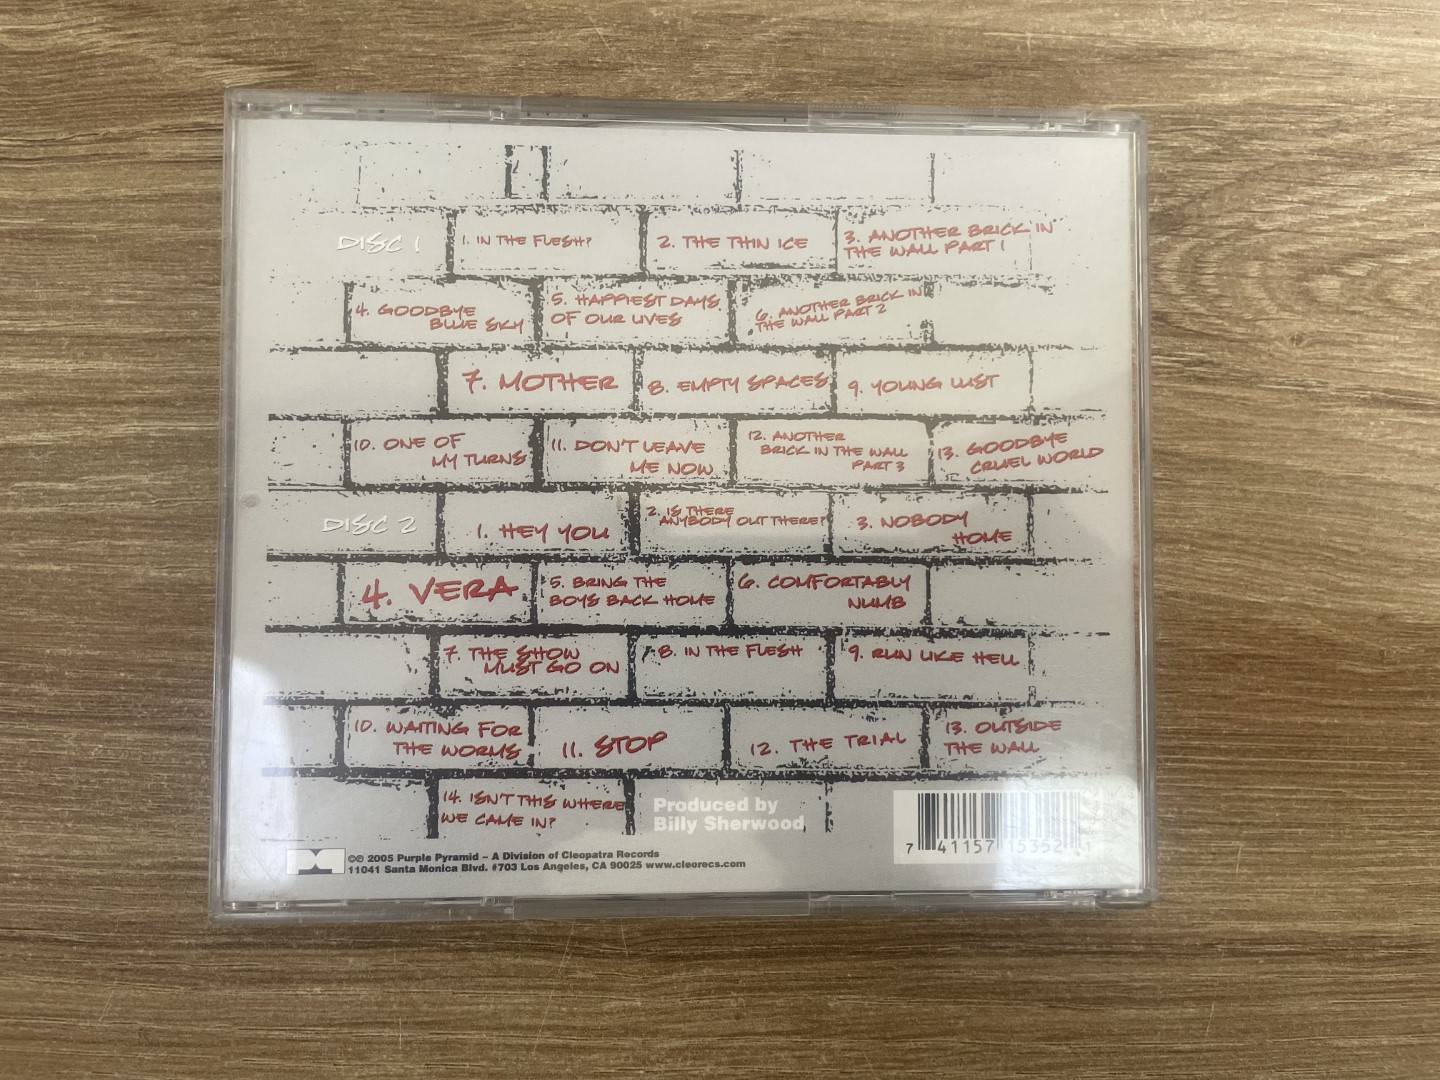 DISC 1
1. IN THE FLESH?
2. THE THIN ICE
3. ANOTHER BRICK IN
THE WALL PART 1
4. GOODBYE
BLUE SKY
5. HAPPIEST DAYS
OF OUR LIVES
6. ANOTHER BRICK IN
THE WALL PART 2
7. MOTHER
8. EMPTY SPACES
9. YOUNG LUST
10. ONE OF
MY TURNS
11. DON'T LEAVE
ME NOW
12. ANOTHER
BRICK IN THE WALL
PART 3
13. GOODBYE
CRUEL WORLD
DISC 2
1. HEY YOU
2. IS THERE
ANYBODY OUT THERE?
3. NOBODY
HOME
4. VERA
5. BRING THE
BOYS BACK HOME
6. COMFORTABLY
NUMB
7. THE SHOW
MUST GO ON
8. IN THE FLESH
9. RUN LIKE HELL
10. WAITING FOR
THE WORMS
11. STOP
12. THE TRIAL
13. OUTSIDE
THE WALL
14. ISN'T THIS WHERE
WE CAME IN?
Produced by
Billy Sherwood
©℗ 2005 Purple Pyramid – A Division of Cleopatra Records
11041 Santa Monica Blvd. #703 Los Angeles, CA 90025 www.cleorecs.com
7 41157 15352 1